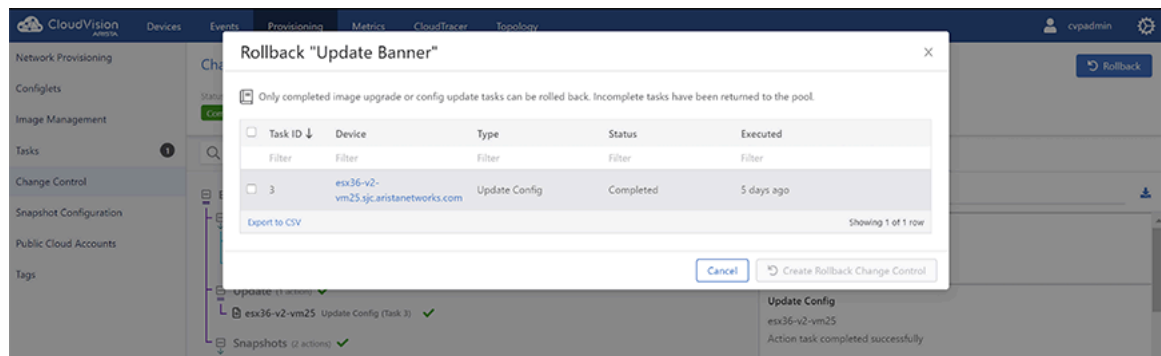 CloudVision
ARISTA
Devices
Events
Provisioning
Metrics
CloudTracer
Topology
cvpadmin
Network Provisioning
Configlets
Image Management
Tasks
1
Change Control
Snapshot Configuration
Public Cloud Accounts
Tags
Rollback
Rollback "Update Banner"
Only completed image upgrade or config update tasks can be rolled back. Incomplete tasks have been returned to the pool.
Task ID ↓ Device Type Status Executed
Filter Filter Filter Filter Filter
3 esx36-v2-vm25.sjc.aristanetworks.com Update Config Completed 5 days ago
Export to CSV
Showing 1 of 1 row
Cancel
Create Rollback Change Control
Update (1 action)
esx36-v2-vm25 Update Config (Task 3)
Snapshots (2 actions)
Update Config
esx36-v2-vm25
Action task completed successfully